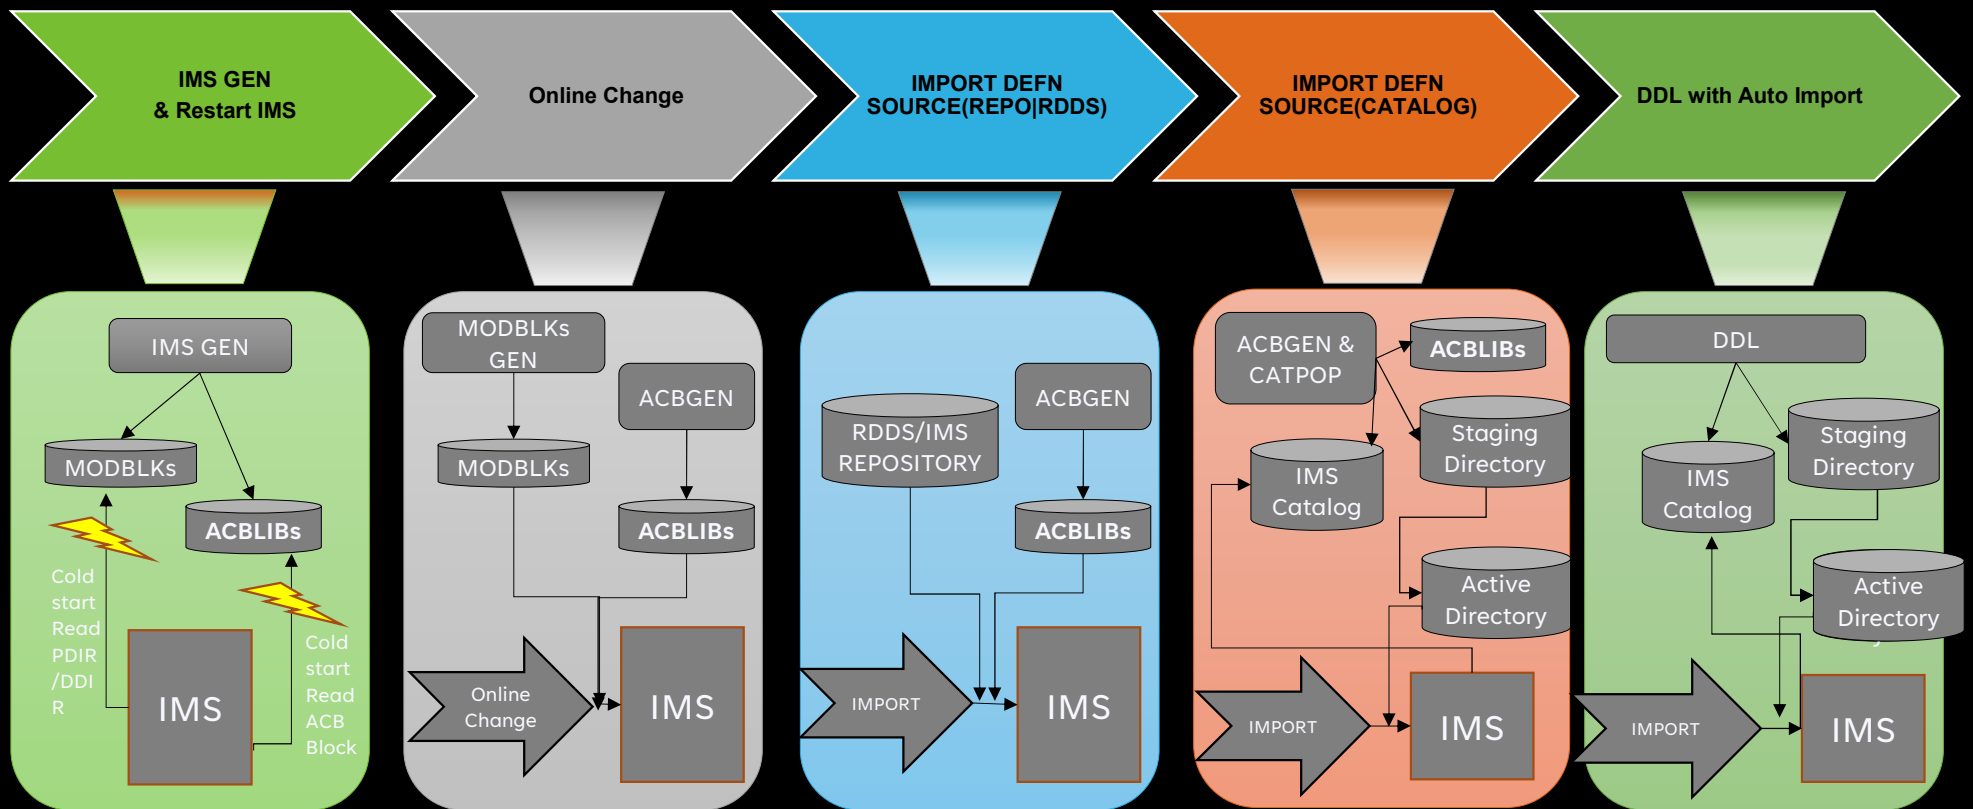 IMS GEN
& Restart IMS
Online Change
IMPORT DEFN
SOURCE(REPO|RDDS)
IMPORT DEFN
SOURCE(CATALOG)
DDL with Auto Import
IMS GEN
MODBLKs
ACBLIBs
Cold
start
Read
PDIR
/DDI
R
IMS
Cold
start
Read
ACB
Block
MODBLKs
GEN
ACBGEN
MODBLKs
ACBLIBs
Online
Change
IMS
RDDS/IMS
REPOSITORY
ACBGEN
ACBLIBs
IMPORT
IMS
ACBGEN &
CATPOP
ACBLIBs
Staging
Directory
IMS
Catalog
Active
Directory
IMPORT
IMS
DDL
Staging
Directory
IMS
Catalog
Active
Directory
IMPORT
IMS